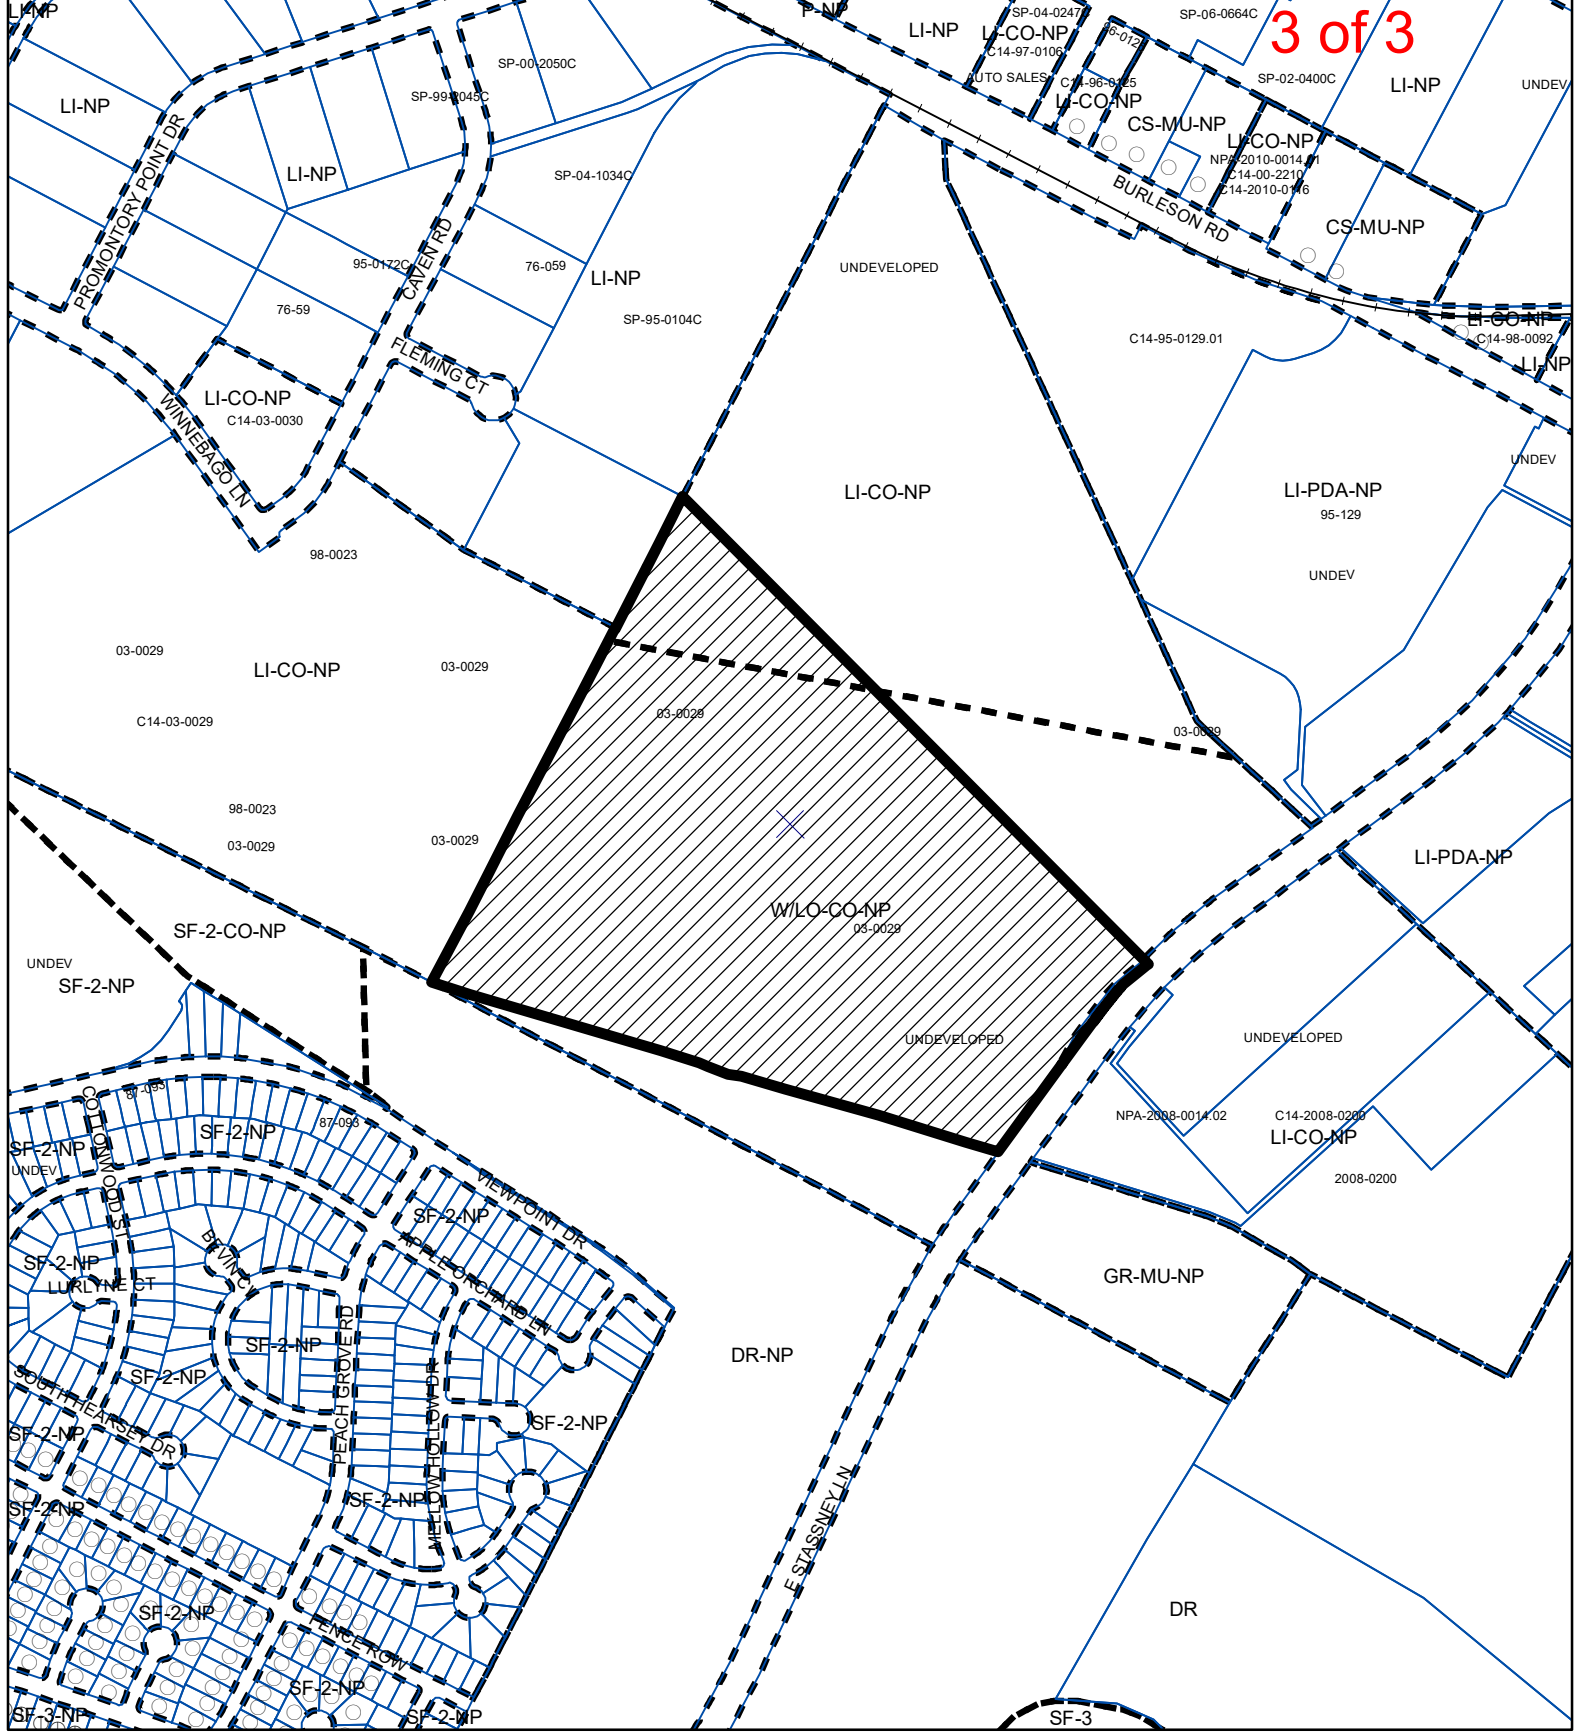 LI-NP
P-NP
SP-04-0247C
SP-06-0664C
3 of 3
LI-NP
LI-CO-NP
C14-97-0106
SP-00-2050C
AUTO SALES
C14-96-0125
SP-02-0400C
LI-NP
UNDEV
SP-99-2045C
LI-NP
LI-CO-NP
CS-MU-NP
LI-CO-NP
NPA-2010-0014.01
C14-00-2210
C14-2010-0116
PROMONTORY POINT DR
LI-NP
SP-04-1034C
BURLESON RD
CS-MU-NP
CAVEN RD
95-0172C
76-059
LI-NP
UNDEVELOPED
76-59
SP-95-0104C
LI-CO-NP
C14-98-0092
C14-95-0129.01
LI-NP
FLEMING CT
LI-CO-NP
C14-03-0030
WINNEBAGO LN
UNDEV
LI-CO-NP
LI-PDA-NP
95-129
98-0023
UNDEV
03-0029
LI-CO-NP
03-0029
C14-03-0029
03-0029
03-0029
98-0023
03-0029
03-0029
LI-PDA-NP
W/LO-CO-NP
03-0029
SF-2-CO-NP
UNDEV
SF-2-NP
UNDEVELOPED
UNDEVELOPED
87-093
87-093
NPA-2008-0014.02
C14-2008-0200
LI-CO-NP
2008-0200
COTTONWOOD ST
SF-2-NP
SF-2-NP
UNDEV
VIEWPOINT DR
SF-2-NP
BEVIN CV
APPLE ORCHARD LN
SF-2-NP
LURLYNE CT
GR-MU-NP
SF-2-NP
PEACH GROVE RD
DR-NP
SF-2-NP
MELLOW HOLLOW DR
SOUTH HEARSEY DR
SF-2-NP
SF-2-NP
SF-2-NP
SF-2-NP
E STASSNEY LN
SF-2-NP
DR
FENCE ROW
SF-2-NP
SF-3-NP
SF-2-NP
SF-3